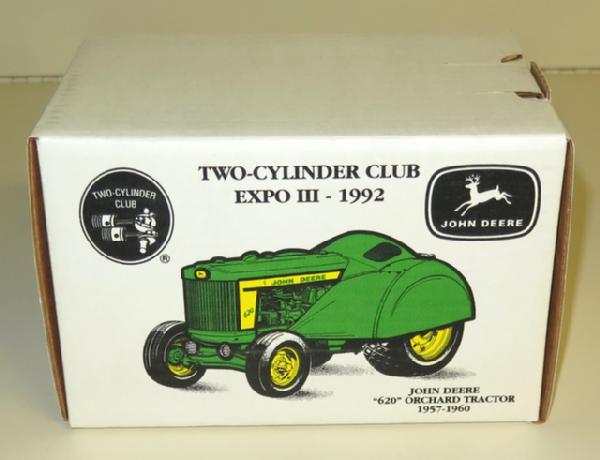 TWO-CYLINDER CLUB
EXPO III - 1992
TWO-CYLINDER
CLUB
®
JOHN DEERE
JOHN DEERE
620
JOHN DEERE
"620" ORCHARD TRACTOR
1957-1960